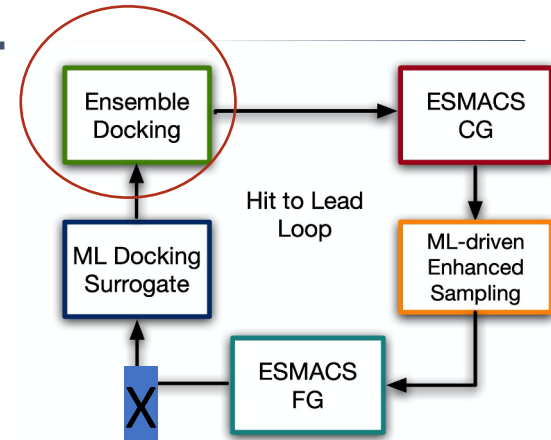 Ensemble
Docking
ESMACS
CG
Hit to Lead
Loop
ML Docking
Surrogate
ML-driven
Enhanced
Sampling
ESMACS
FG
X